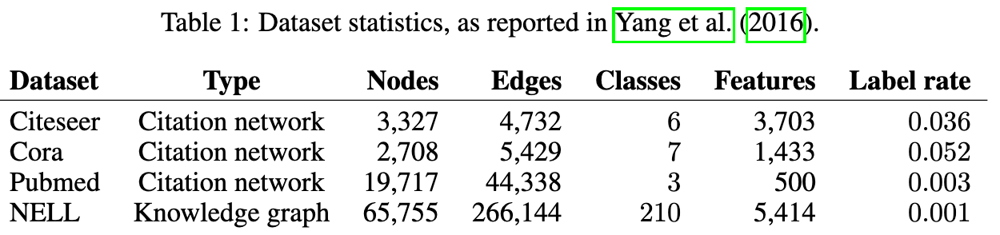 Table 1: Dataset statistics, as reported in Yang et al. (2016).
Dataset Type Nodes Edges Classes Features Label rate
Citeseer Citation network 3,327 4,732 6 3,703 0.036
Cora Citation network 2,708 5,429 7 1,433 0.052
Pubmed Citation network 19,717 44,338 3 500 0.003
NELL Knowledge graph 65,755 266,144 210 5,414 0.001